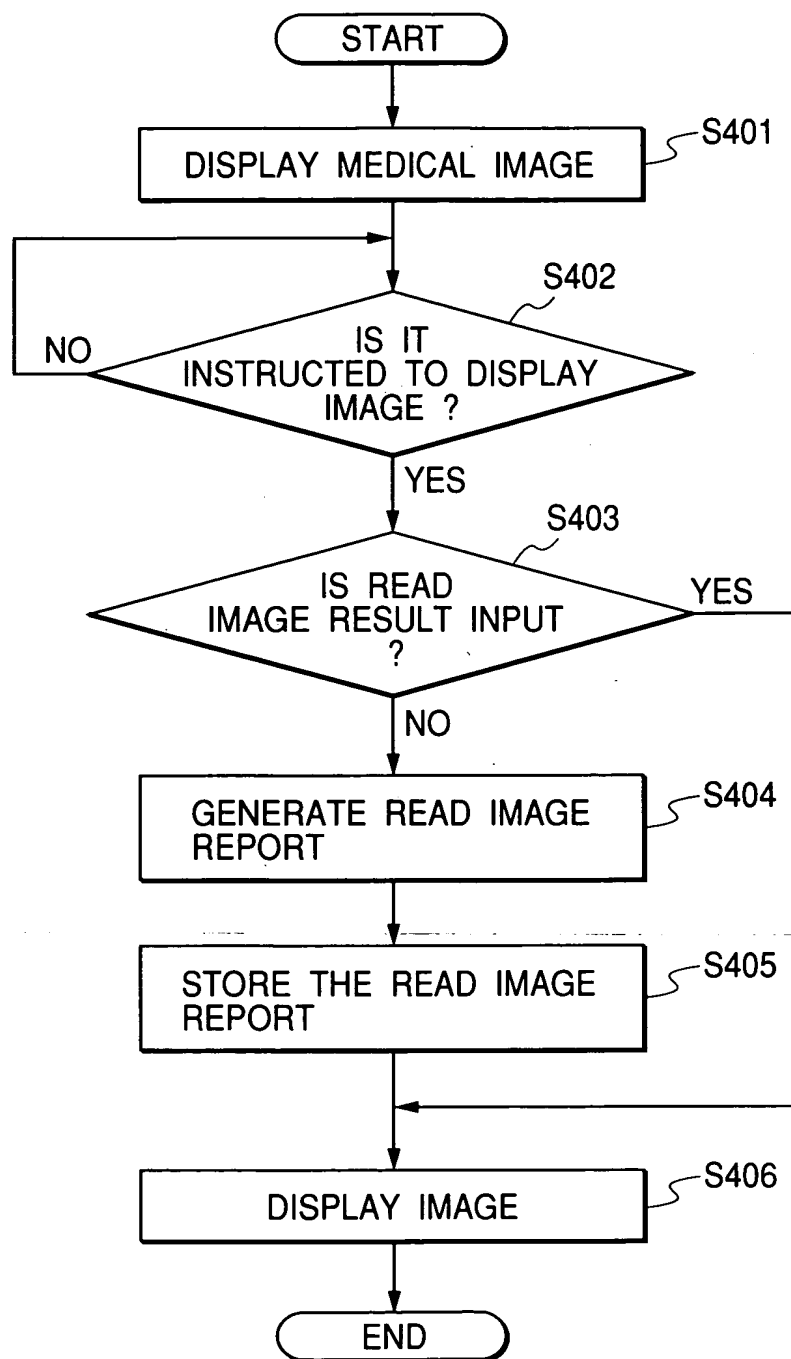 START
S401
DISPLAY MEDICAL IMAGE
S402
IS IT
INSTRUCTED TO DISPLAY
IMAGE ?
NO
YES
S403
IS READ
IMAGE RESULT INPUT
?
YES
NO
S404
GENERATE READ IMAGE
REPORT
S405
STORE THE READ IMAGE
REPORT
S406
DISPLAY IMAGE
END